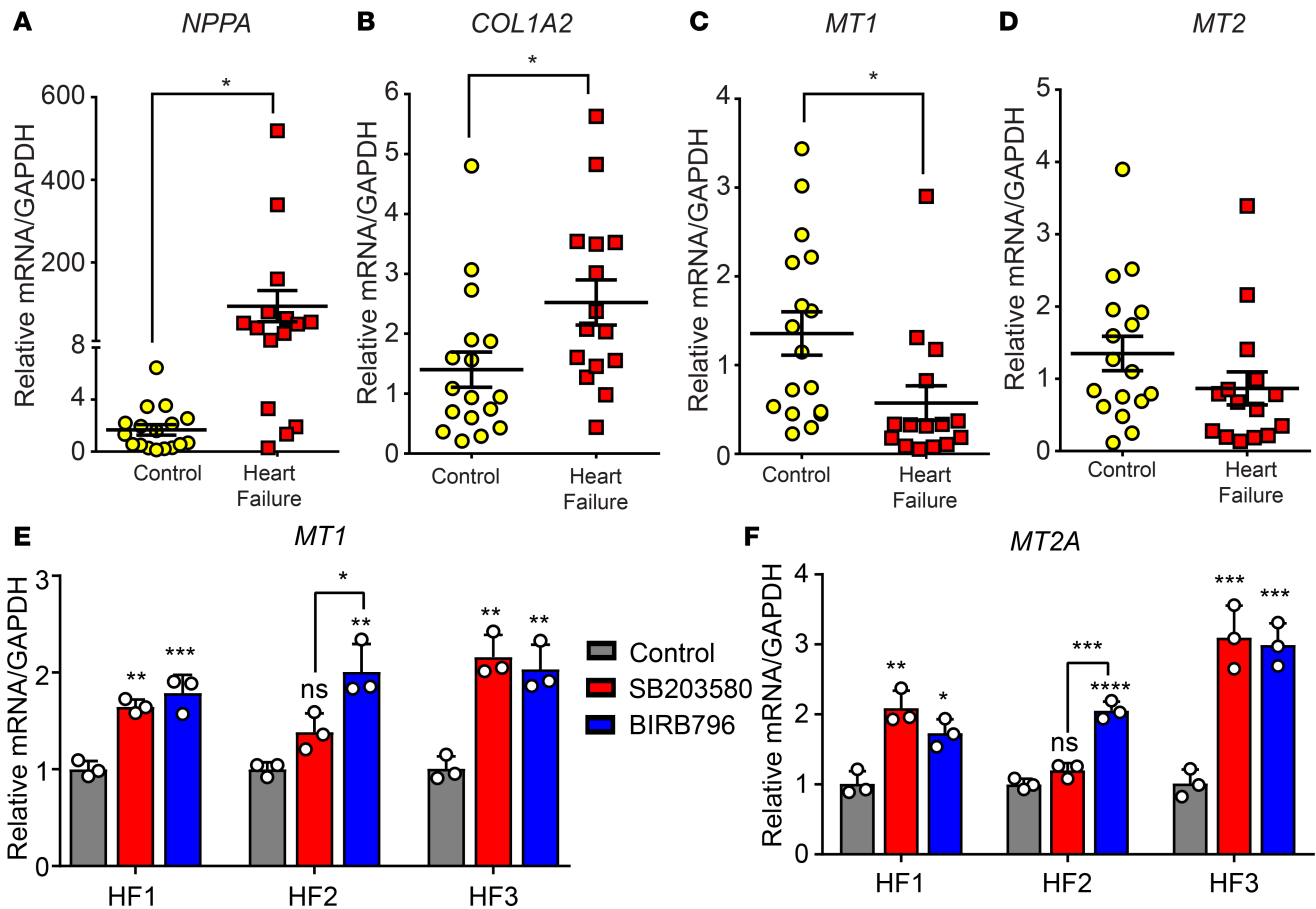 A
NPPA
Relative mRNA/GAPDH
600
400
200
8
4
0
*
Control
Heart
Failure
B
COL1A2
Relative mRNA/GAPDH
6
5
4
3
2
1
0
*
Control
Heart
Failure
C
MT1
Relative mRNA/GAPDH
4
3
2
1
0
*
Control
Heart
Failure
D
MT2
Relative mRNA/GAPDH
5
4
3
2
1
0
Control
Heart
Failure
E
MT1
Relative mRNA/GAPDH
3
2
1
0
**
***
ns
*
**
**
**
HF1
HF2
HF3
Control
SB203580
BIRB796
F
MT2A
Relative mRNA/GAPDH
4
3
2
1
0
**
*
ns
***
****
***
***
HF1
HF2
HF3